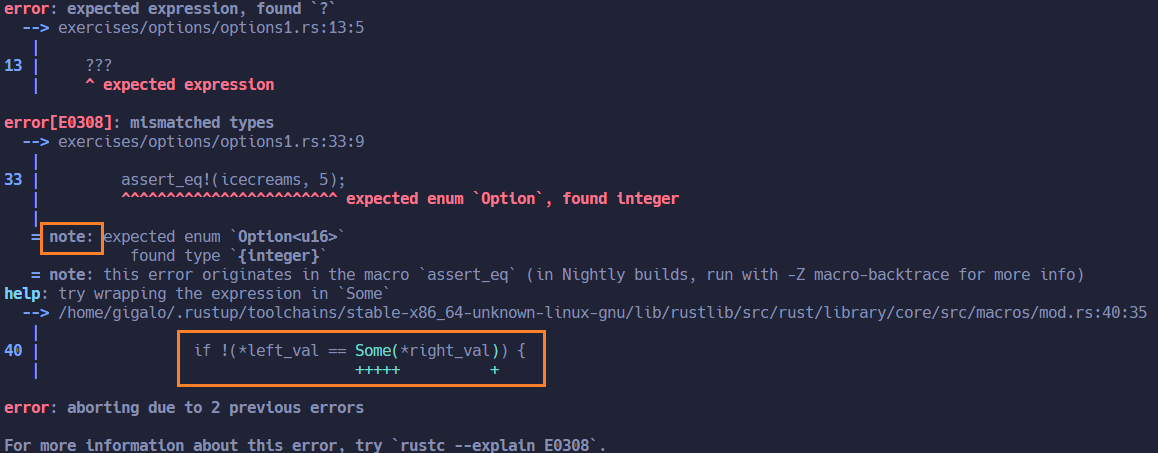 error: expected expression, found `?`
  --> exercises/options/options1.rs:13:5
   |
13 |     ???
   |     ^ expected expression

error[E0308]: mismatched types
  --> exercises/options/options1.rs:33:9
   |
33 |         assert_eq!(icecreams, 5);
   |         ^^^^^^^^^^^^^^^^^^^^^^^^ expected enum `Option`, found integer
   |
   = note: expected enum `Option<u16>`
              found type `{integer}`
   = note: this error originates in the macro `assert_eq` (in Nightly builds, run with -Z macro-backtrace for more info)
help: try wrapping the expression in `Some`
  --> /home/gigalo/.rustup/toolchains/stable-x86_64-unknown-linux-gnu/lib/rustlib/src/rust/library/core/src/macros/mod.rs:40:35
   |
40 |                 if !(*left_val == Some(*right_val)) {
   |                                   +++++          +

error: aborting due to 2 previous errors

For more information about this error, try `rustc --explain E0308`.